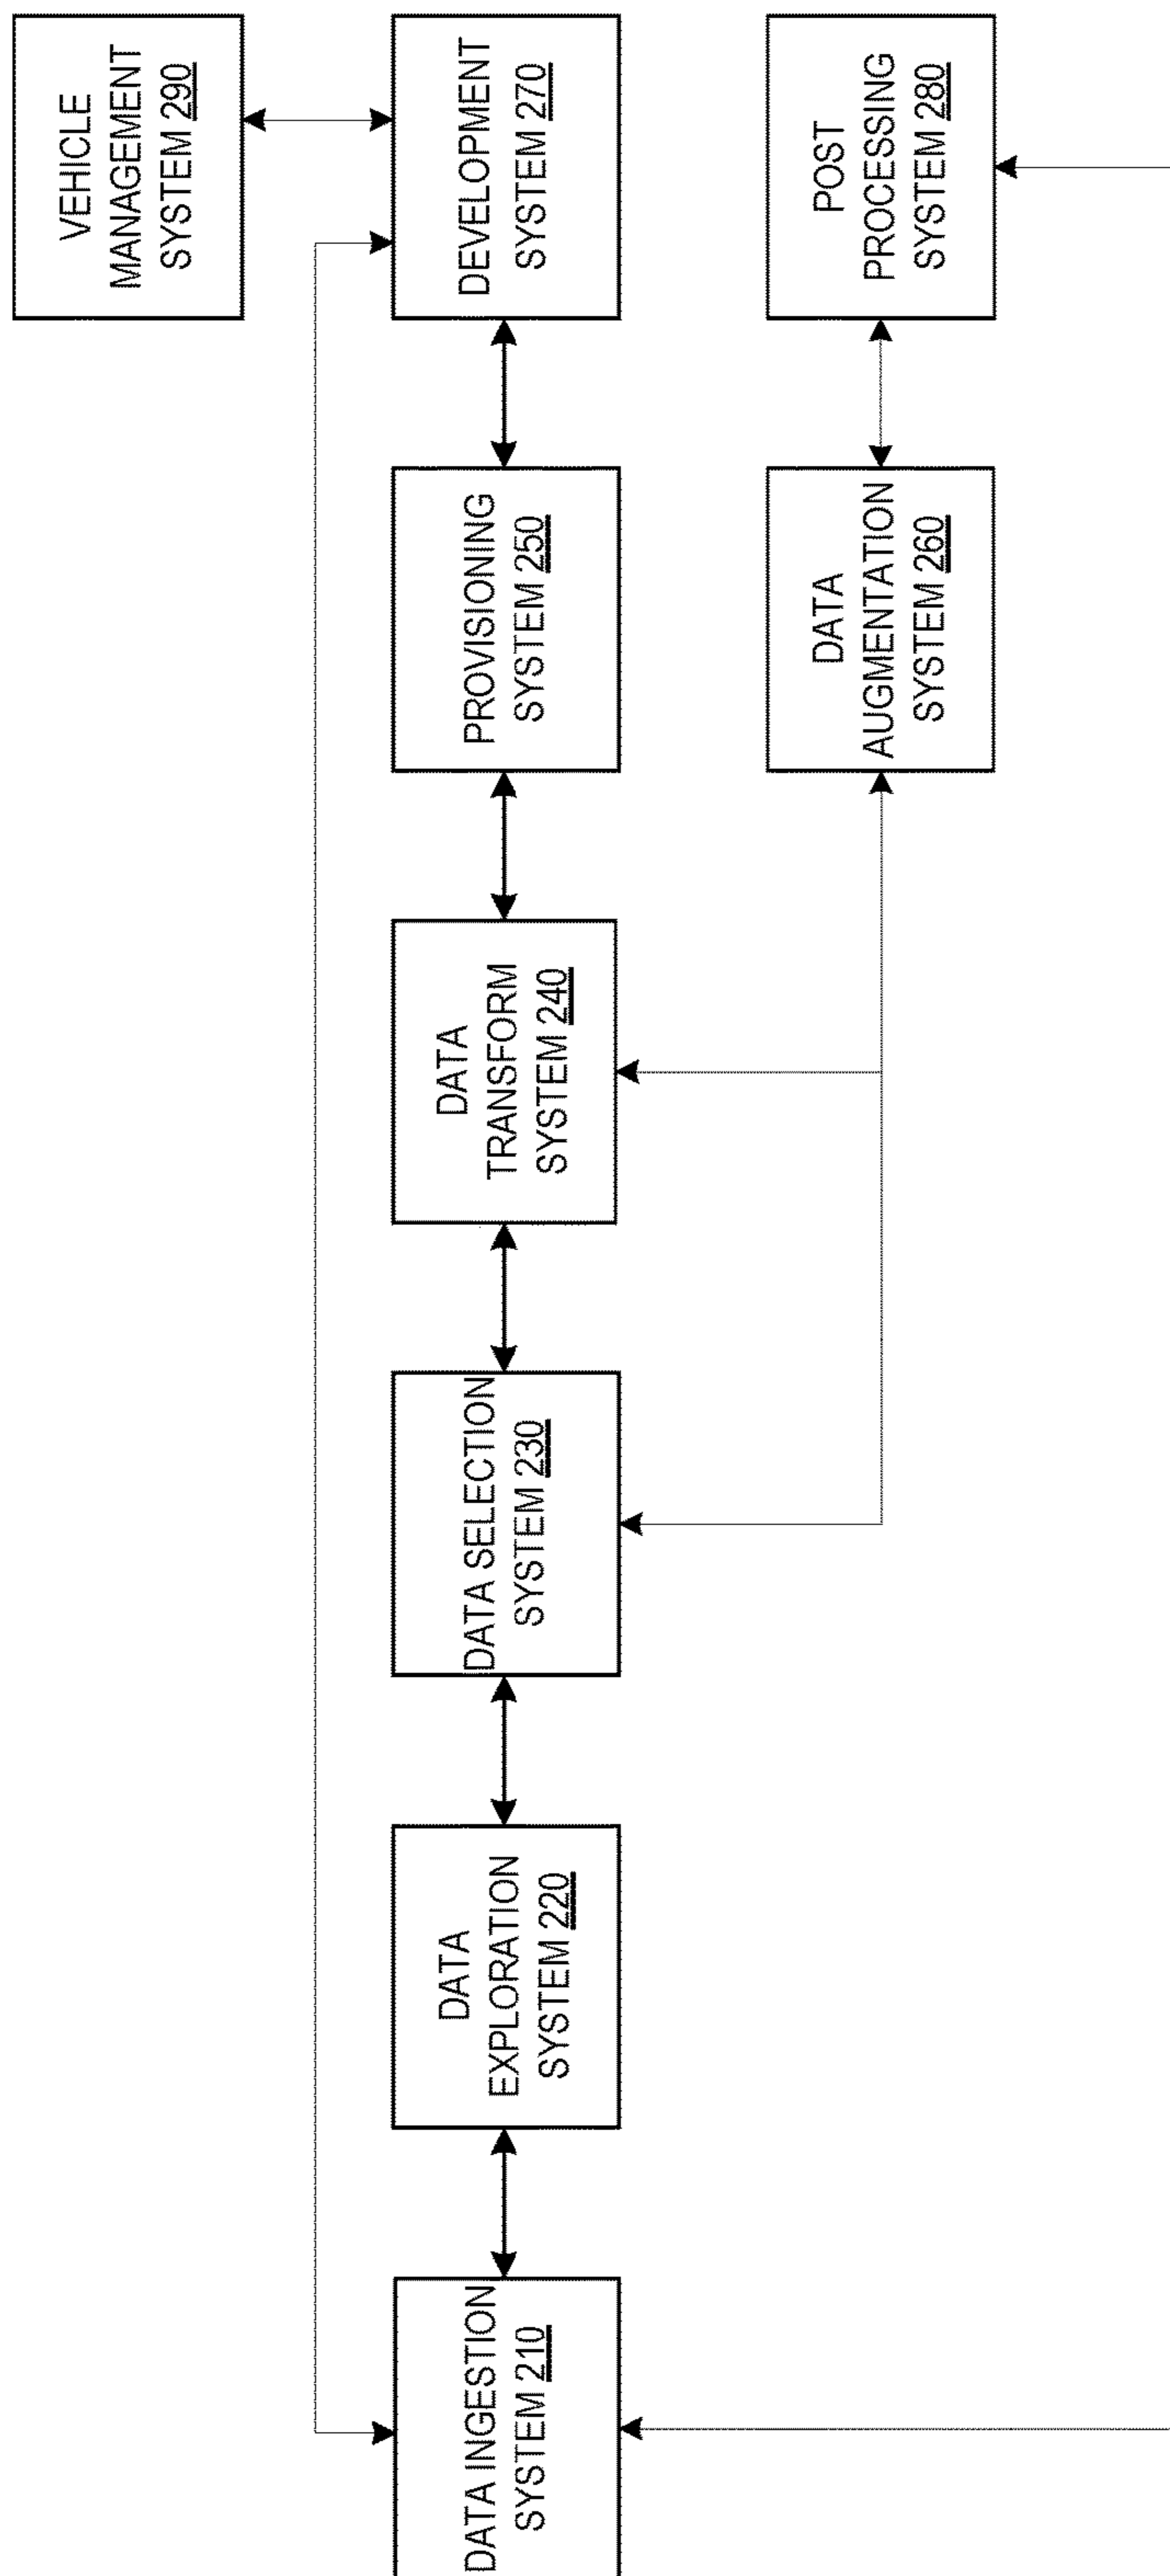 VEHICLE
MANAGEMENT
SYSTEM 290
DATA INGESTION
SYSTEM 210
DATA
EXPLORATION
SYSTEM 220
DATA SELECTION
SYSTEM 230
DATA
TRANSFORM
SYSTEM 240
PROVISIONING
SYSTEM 250
DEVELOPMENT
SYSTEM 270
DATA
AUGMENTATION
SYSTEM 260
POST
PROCESSING
SYSTEM 280